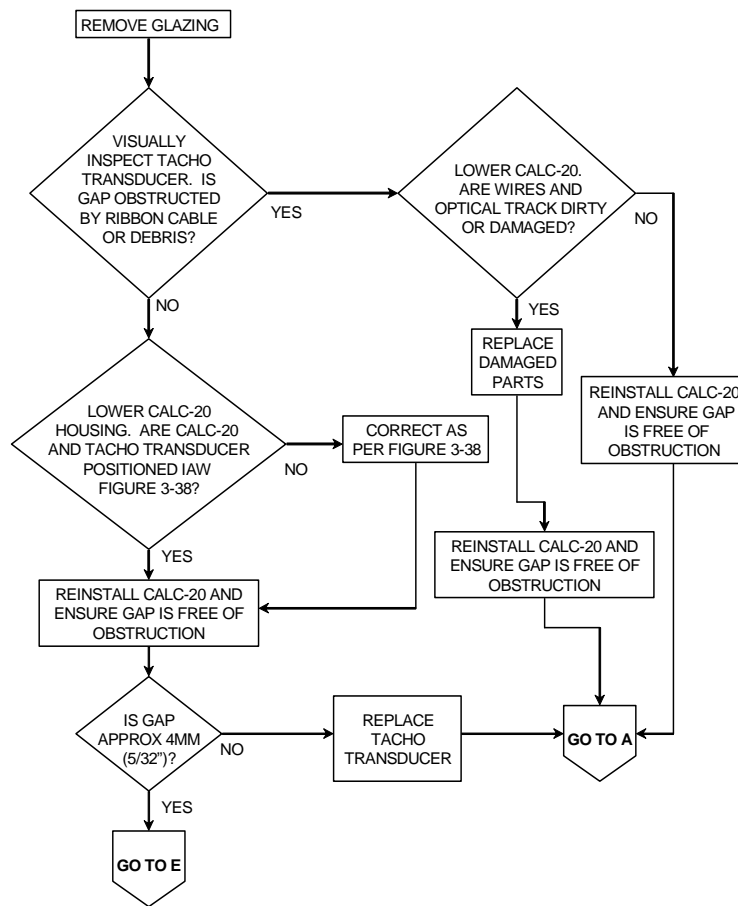 REMOVE GLAZING
VISUALLY
INSPECT TACHO
TRANSDUCER. IS
GAP OBSTRUCTED
BY RIBBON CABLE
OR DEBRIS?
YES
LOWER CALC-20.
ARE WIRES AND
OPTICAL TRACK DIRTY
OR DAMAGED?
NO
NO
YES
REPLACE
DAMAGED
PARTS
REINSTALL CALC-20
AND ENSURE GAP
IS FREE OF
OBSTRUCTION
LOWER CALC-20
HOUSING. ARE CALC-20
AND TACHO TRANSDUCER
POSITIONED IAW
FIGURE 3-38?
NO
CORRECT AS
PER FIGURE 3-38
YES
REINSTALL CALC-20 AND
ENSURE GAP IS FREE OF
OBSTRUCTION
REINSTALL CALC-20 AND
ENSURE GAP IS FREE OF
OBSTRUCTION
IS GAP
APPROX 4MM
(5/32")?
NO
REPLACE
TACHO
TRANSDUCER
GO TO A
YES
GO TO E